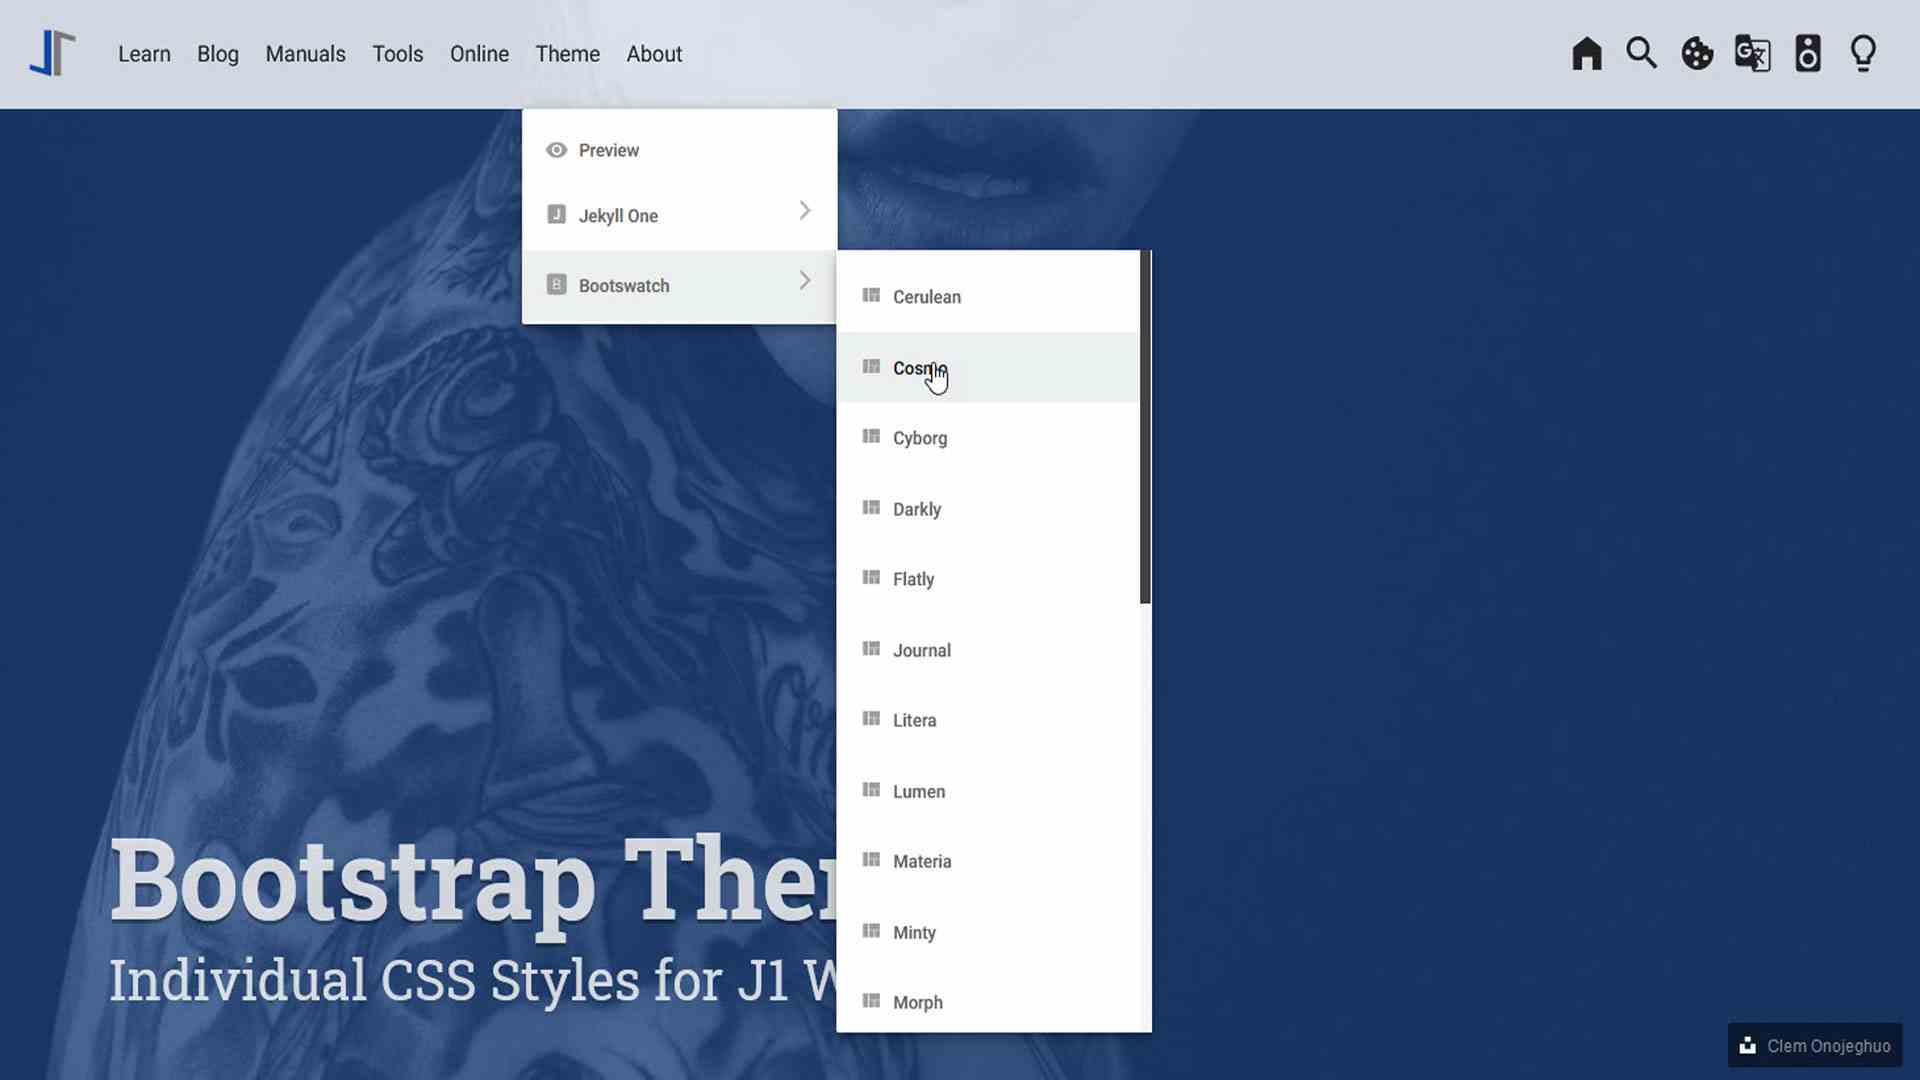 Learn Blog Manuals Tools Online Theme About
Preview
Jekyll One
Bootswatch
Cerulean
Cosmo
Cyborg
Darkly
Flatly
Journal
Litera
Lumen
Materia
Minty
Morph
Bootstrap
Individual CSS Styles for J1
Clem Onojeghuo